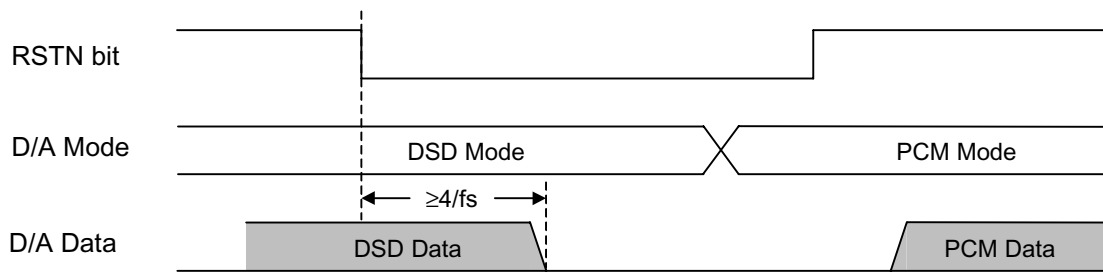 RSTN bit
D/A Mode
DSD Mode
PCM Mode
≥4/fs
D/A Data
DSD Data
PCM Data